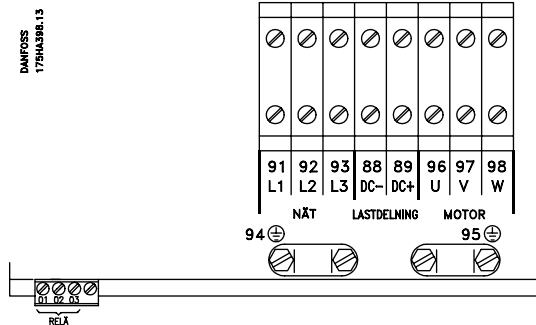 DANFOSS
175HA398.13
91 92 93 88 89 96 97 98
L1 L2 L3 DC- DC+ U V W
NÄT LASTDELNING MOTOR
94 95
01 02 03
RELÄ